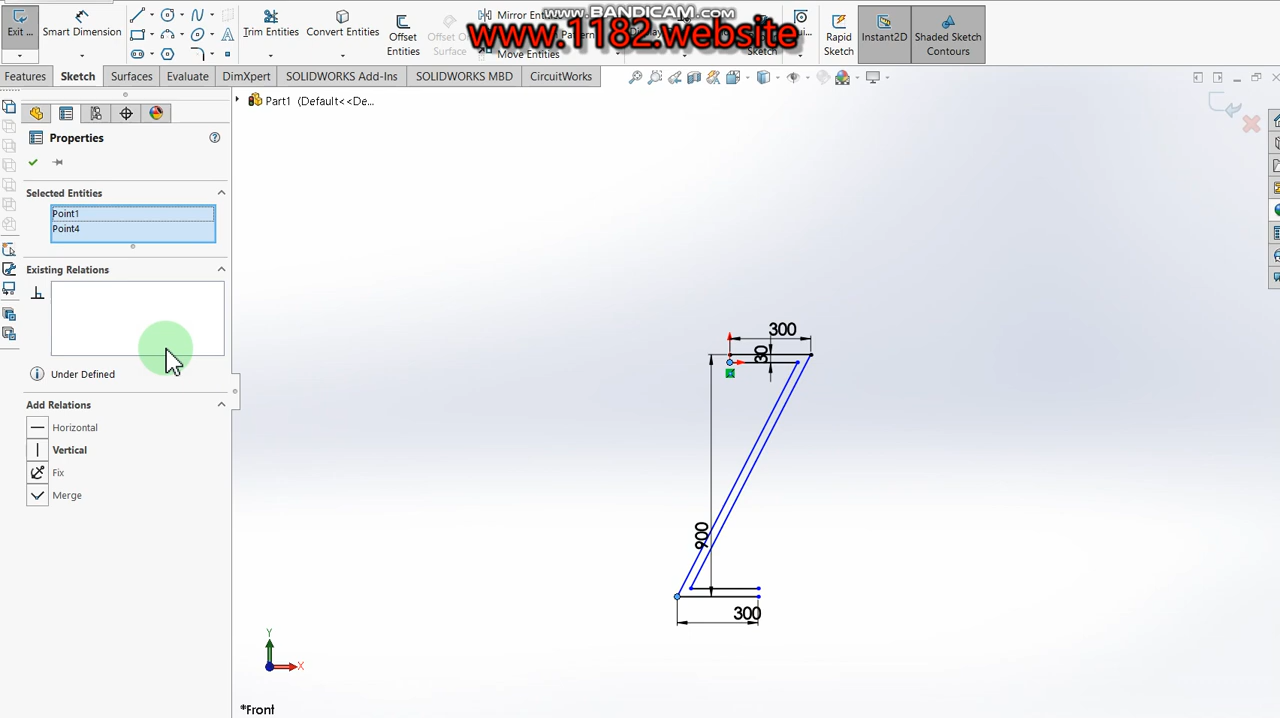 www.BANDICAM.com
www.1182.website
Exit ...
Smart Dimension
Trim Entities
Convert Entities
Offset Entities
Offset On Surface
Mirror Entities
Move Entities
Rapid Sketch
Instant2D
Shaded Sketch Contours
Features
Sketch
Surfaces
Evaluate
DimXpert
SOLIDWORKS Add-Ins
SOLIDWORKS MBD
CircuitWorks
Part1 (Default<<De...
Properties
Selected Entities
Point1
Point4
Existing Relations
Under Defined
Add Relations
Horizontal
Vertical
Fix
Merge
300
30
900
300
Y
X
*Front